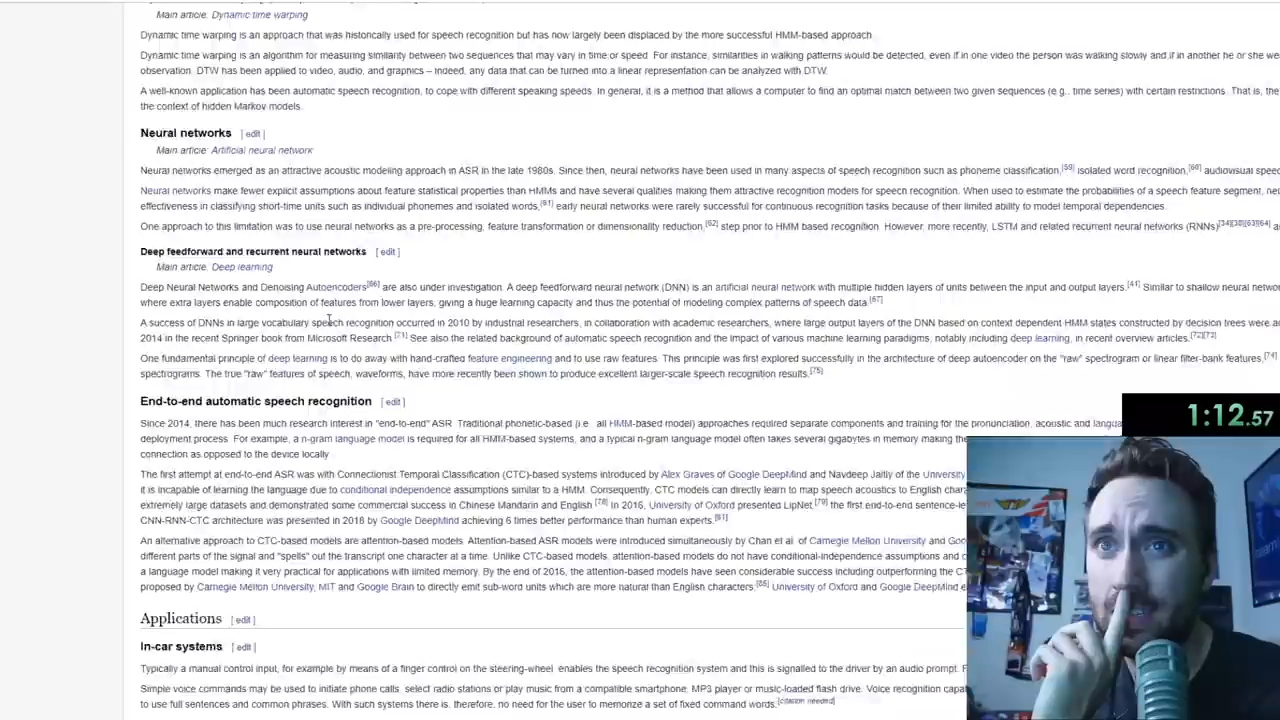 Main article: Dynamic time warping
Dynamic time warping is an approach that was historically used for speech recognition but has now largely been displaced by the more successful HMM-based approach.
Dynamic time warping is an algorithm for measuring similarity between two sequences that may vary in time or speed. For instance, similarities in walking patterns would be detected, even if in one video the person was walking slowly and if in another he or she we
observation. DTW has been applied to video, audio, and graphics – indeed, any data that can be turned into a linear representation can be analyzed with DTW.
A well-known application has been automatic speech recognition, to cope with different speaking speeds. In general, it is a method that allows a computer to find an optimal match between two given sequences (e.g., time series) with certain restrictions. That is, the
the context of hidden Markov models.
Neural networks [ edit ]
Main article: Artificial neural network
Neural networks emerged as an attractive acoustic modeling approach in ASR in the late 1980s. Since then, neural networks have been used in many aspects of speech recognition such as phoneme classification,[59] isolated word recognition,[60] audiovisual spee
Neural networks make fewer explicit assumptions about feature statistical properties than HMMs and have several qualities making them attractive recognition models for speech recognition. When used to estimate the probabilities of a speech feature segment, ne
effectiveness in classifying short-time units such as individual phonemes and isolated words,[61] early neural networks were rarely successful for continuous recognition tasks because of their limited ability to model temporal dependencies.
One approach to this limitation was to use neural networks as a pre-processing, feature transformation or dimensionality reduction,[62] step prior to HMM based recognition. However, more recently, LSTM and related recurrent neural networks (RNNs)[34][38][63][64] a
Deep feedforward and recurrent neural networks [ edit ]
Main article: Deep learning
Deep Neural Networks and Denoising Autoencoders[66] are also under investigation. A deep feedforward neural network (DNN) is an artificial neural network with multiple hidden layers of units between the input and output layers.[41] Similar to shallow neural netwo
where extra layers enable composition of features from lower layers, giving a huge learning capacity and thus the potential of modeling complex patterns of speech data.[67]
A success of DNNs in large vocabulary speech recognition occurred in 2010 by industrial researchers, in collaboration with academic researchers, where large output layers of the DNN based on context dependent HMM states constructed by decision trees were a
2014 in the recent Springer book from Microsoft Research.[21] See also the related background of automatic speech recognition and the impact of various machine learning paradigms, notably including deep learning, in recent overview articles.[72][73]
One fundamental principle of deep learning is to do away with hand-crafted feature engineering and to use raw features. This principle was first explored successfully in the architecture of deep autoencoder on the "raw" spectrogram or linear filter-bank features,[74]
spectrograms. The true "raw" features of speech, waveforms, have more recently been shown to produce excellent larger-scale speech recognition results.[75]
End-to-end automatic speech recognition [ edit ]
1:12.57
Since 2014, there has been much research interest in "end-to-end" ASR. Traditional phonetic-based (i.e., all HMM-based model) approaches required separate components and training for the pronunciation, acoustic and langua
deployment process. For example, a n-gram language model is required for all HMM-based systems, and a typical n-gram language model often takes several gigabytes in memory making the
connection as opposed to the device locally.
The first attempt at end-to-end ASR was with Connectionist Temporal Classification (CTC)-based systems introduced by Alex Graves of Google DeepMind and Navdeep Jaitly of the University
it is incapable of learning the language due to conditional independence assumptions similar to a HMM. Consequently, CTC models can directly learn to map speech acoustics to English char
extremely large datasets and demonstrated some commercial success in Chinese Mandarin and English.[78] In 2016, University of Oxford presented LipNet,[79] the first end-to-end sentence-le
CNN-RNN-CTC architecture was presented in 2018 by Google DeepMind achieving 6 times better performance than human experts.[81]
An alternative approach to CTC-based models are attention-based models. Attention-based ASR models were introduced simultaneously by Chan et al. of Carnegie Mellon University and Goo
different parts of the signal and "spells" out the transcript one character at a time. Unlike CTC-based models, attention-based models do not have conditional-independence assumptions and c
a language model making it very practical for applications with limited memory. By the end of 2016, the attention-based models have seen considerable success including outperforming the CT
proposed by Carnegie Mellon University, MIT and Google Brain to directly emit sub-word units which are more natural than English characters;[85] University of Oxford and Google DeepMind e
Applications [ edit ]
In-car systems [ edit ]
Typically a manual control input, for example by means of a finger control on the steering-wheel, enables the speech recognition system and this is signalled to the driver by an audio prompt. F
Simple voice commands may be used to initiate phone calls, select radio stations or play music from a compatible smartphone, MP3 player or music-loaded flash drive. Voice recognition capa
to use full sentences and common phrases. With such systems there is, therefore, no need for the user to memorize a set of fixed command words.[citation needed]